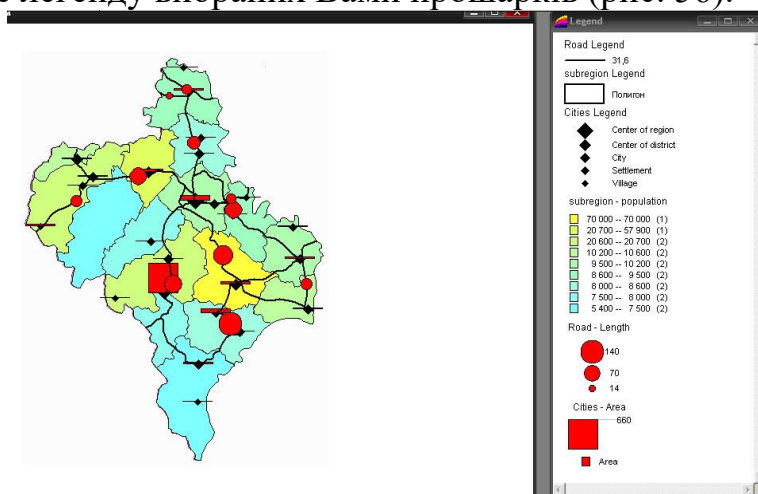 легенду вибраних Вами прошарків (рис. 36).
Legend
Road Legend
31,6
subregion Legend
Полигон
Cities Legend
Center of region
Center of district
City
Settlement
Village
subregion - population
70 000 -- 70 000 (1)
20 700 -- 57 900 (1)
20 600 -- 20 700 (2)
10 200 -- 10 600 (2)
9 500 -- 10 200 (2)
8 600 -- 9 500 (2)
8 000 -- 8 600 (2)
7 500 -- 8 000 (2)
5 400 -- 7 500 (2)
Road - Length
140
70
14
Cities - Area
660
Area